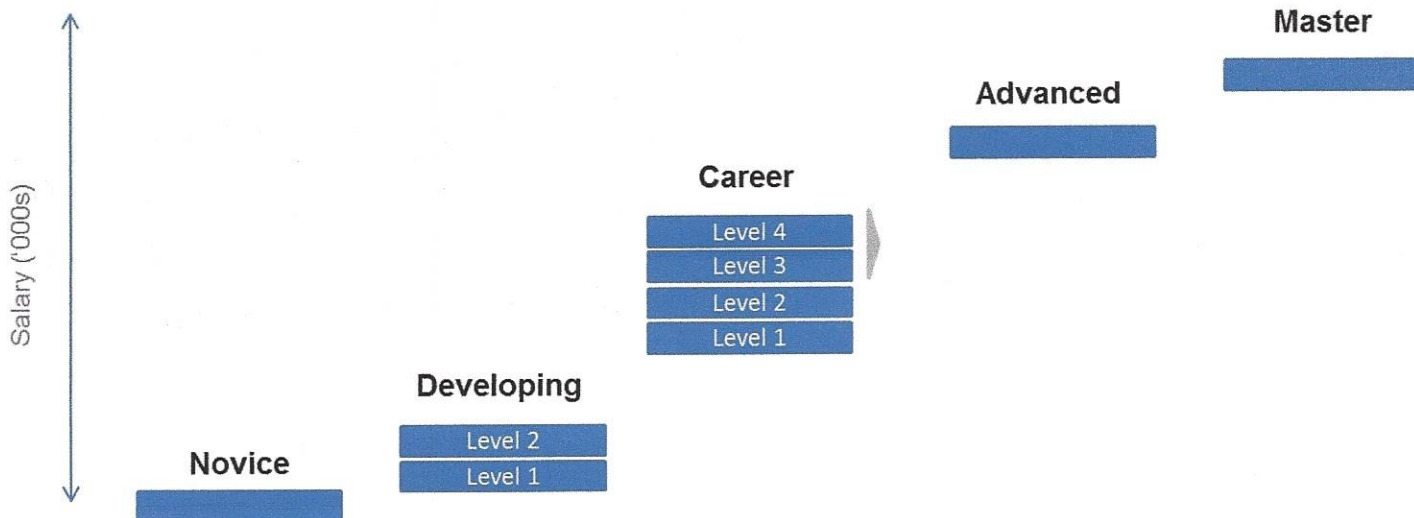 Master
Advanced
Career
Level 4
Level 3
Level 2
Level 1
Developing
Level 2
Level 1
Novice
Salary ('000s)